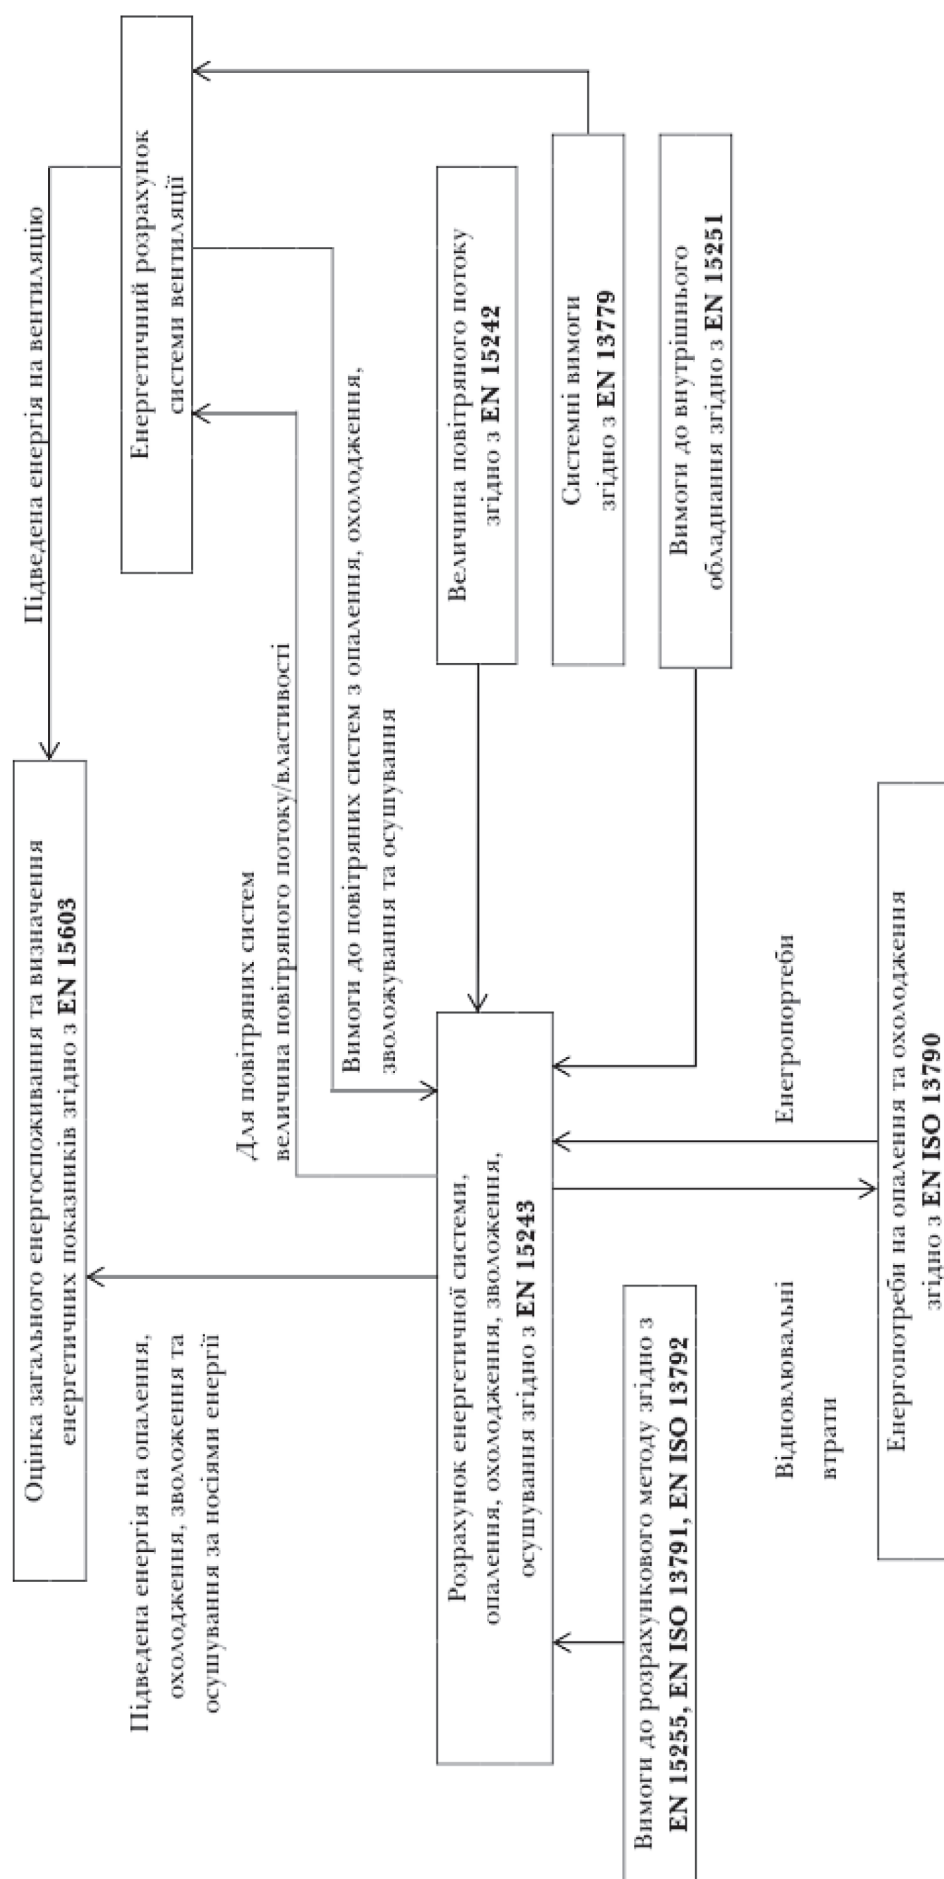 Оцінка загального енергоспоживання та визначення
енергетичних показників згідно з EN 15603
Підведена енергія на вентиляцію
Енергетичний розрахунок
системи вентиляції
Підведена енергія на опалення,
охолодження, зволоження та
осушування за носіями енергії
Для повітряних систем
величина повітряного потоку/властивості
Вимоги до повітряних систем з опалення, охолодження,
зволожування та осушування
Розрахунок енергетичної системи,
опалення, охолодження, зволоження,
осушування згідно з EN 15243
Величина повітряного потоку
згідно з EN 15242
Системні вимоги
згідно з EN 13779
Вимоги до внутрішнього
обладнання згідно з EN 15251
Вимоги до розрахункового методу згідно з
EN 15255, EN ISO 13791, EN ISO 13792
Відновлювальні
втрати
Енегропортеби
Енергопотреби на опалення та охолодження
згідно з EN ISO 13790